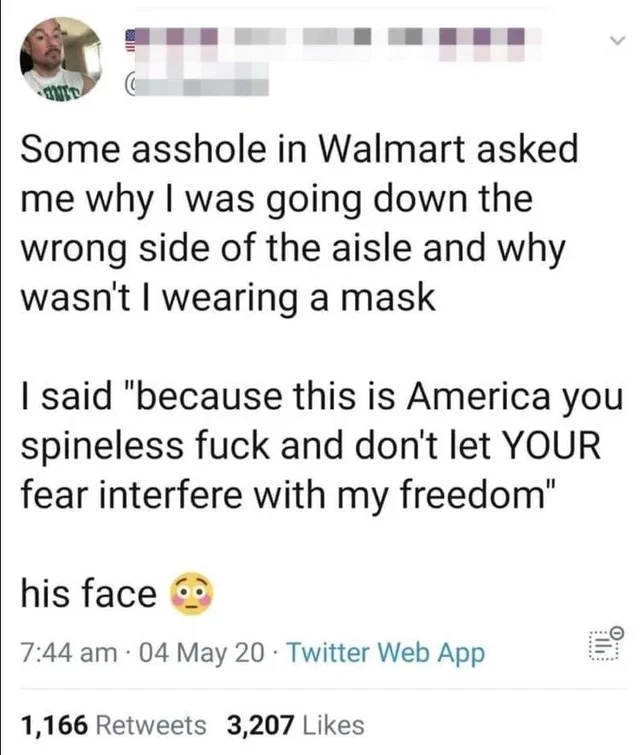 Some asshole in Walmart asked
me why I was going down the
wrong side of the aisle and why
wasn't I wearing a mask
I said "because this is America you
spineless fuck and don't let YOUR
fear interfere with my freedom"
his face 😳
7:44 am · 04 May 20 · Twitter Web App
1,166 Retweets 3,207 Likes